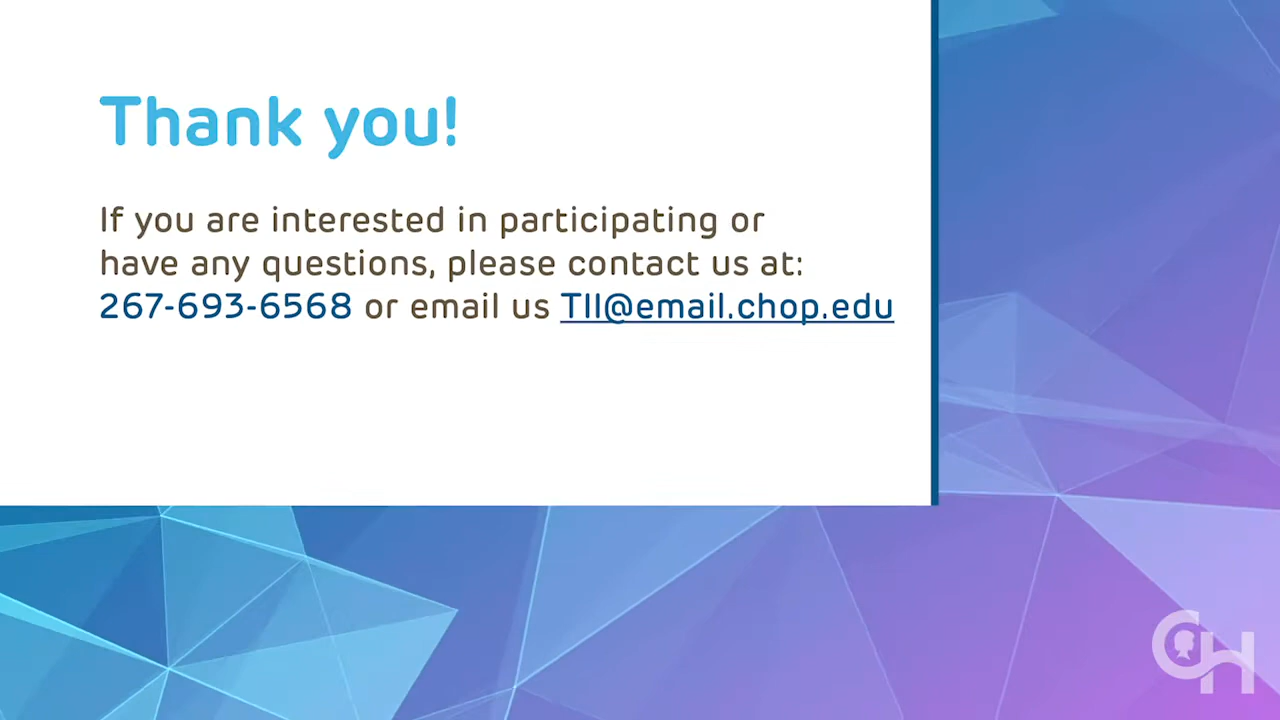 Thank you!
If you are interested in participating or
have any questions, please contact us at:
267-693-6568 or email us TII@email.chop.edu
CH